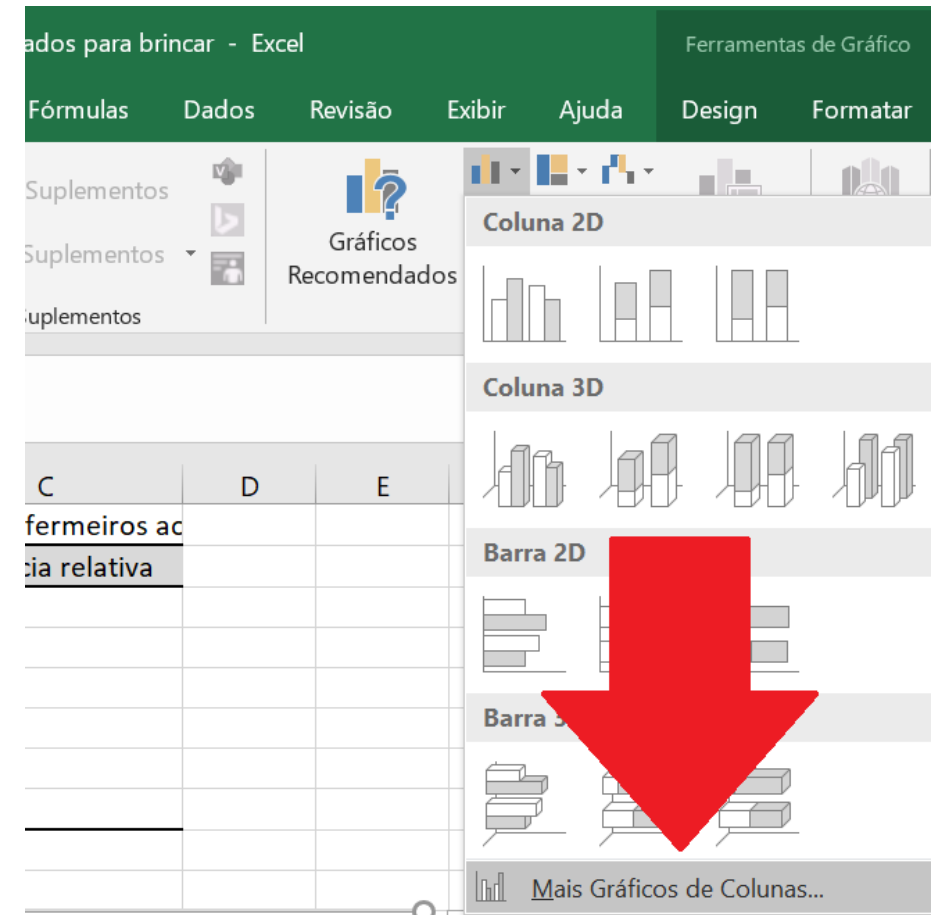 ados para brincar - Excel
Ferramentas de Gráfico
Fórmulas Dados Revisão Exibir Ajuda Design Formatar
Suplementos
Suplementos
uplementos
Gráficos
Recomendados
Coluna 2D
Coluna 3D
C D E
fermeiros ac
cia relativa
Barra 2D
Barra 3
Mais Gráficos de Colunas...